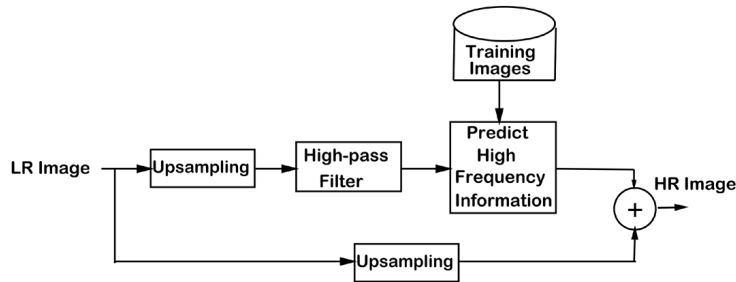 Training
Images
LR Image
Upsampling
High-pass
Filter
Predict
High
Frequency
Information
+
HR Image
Upsampling